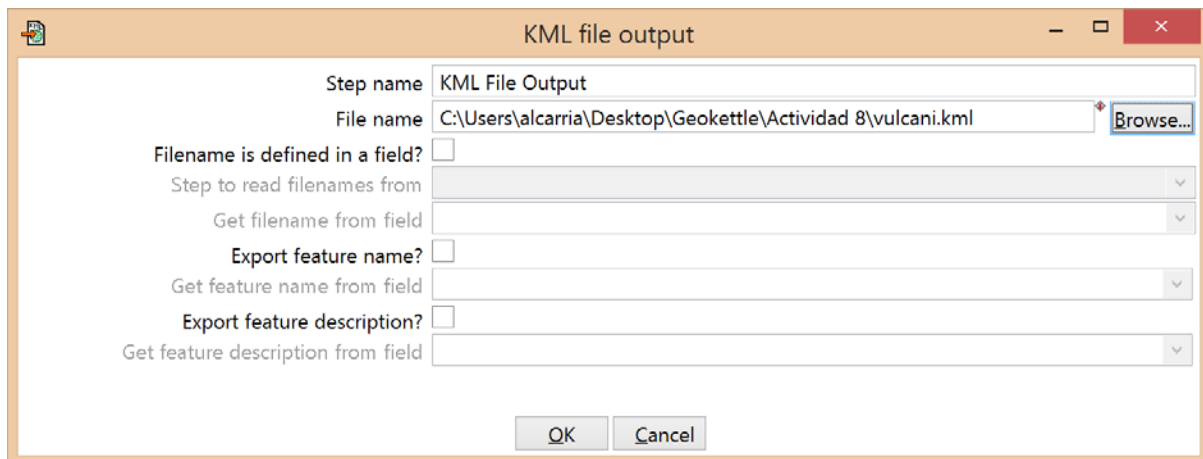 KML file output
Step name KML File Output
File name C:\Users\alcarria\Desktop\Geokettle\Actividad 8\vulcani.kml Browse...
Filename is defined in a field?
Step to read filenames from
Get filename from field
Export feature name?
Get feature name from field
Export feature description?
Get feature description from field
OK Cancel